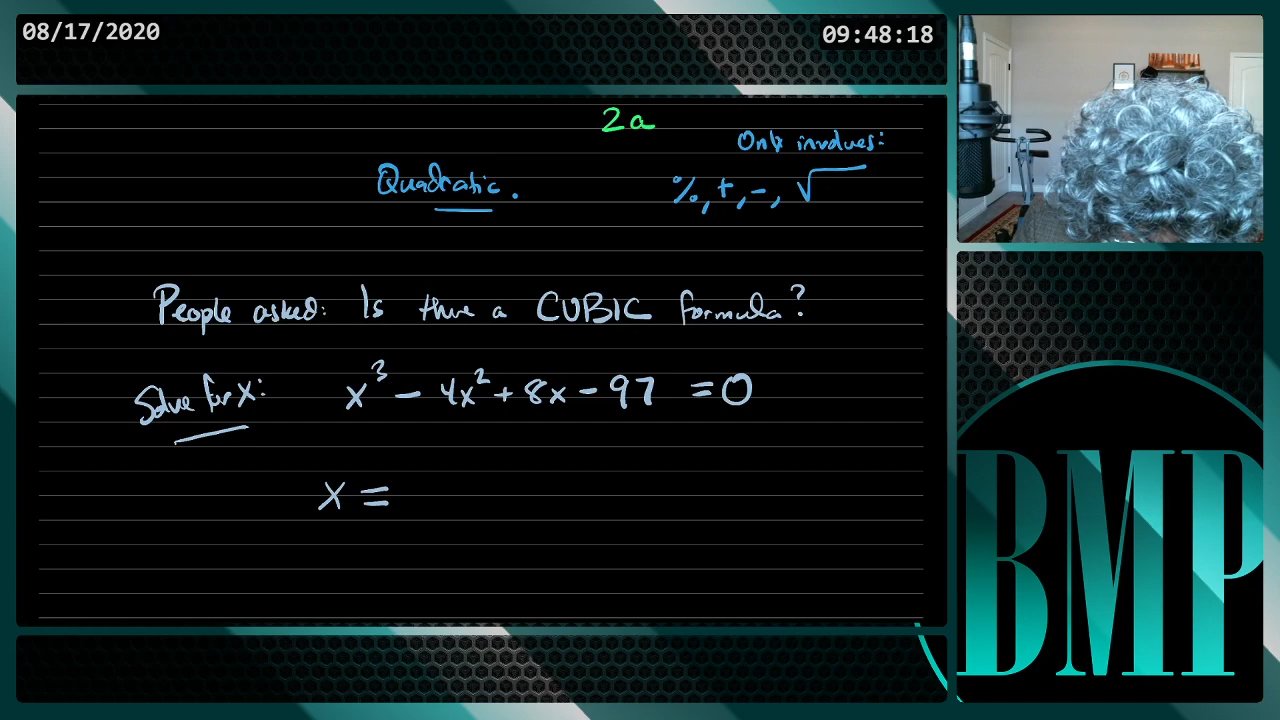 08/17/2020
09:48:18
2a
Only involves:
Quadratic.
%, +, -, √
People asked: Is there a CUBIC formula?
Solve for x: x³ - 4x² + 8x - 97 = 0
x =
BMP